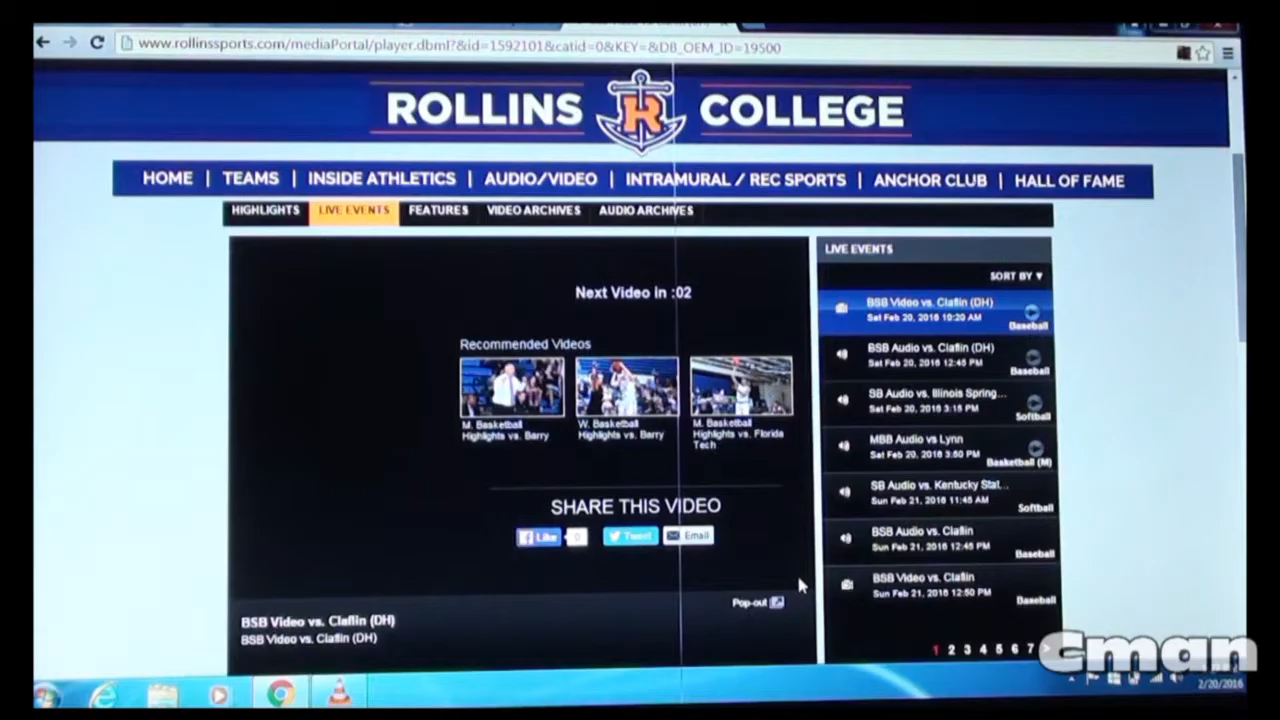 www.rollinssports.com/mediaPortal/player.dbml?&id=1592101&catid=0&KEY=&DB_OEM_ID=19500
ROLLINS R COLLEGE
HOME | TEAMS | INSIDE ATHLETICS | AUDIO/VIDEO | INTRAMURAL / REC SPORTS | ANCHOR CLUB | HALL OF FAME
HIGHLIGHTS LIVE EVENTS FEATURES VIDEO ARCHIVES AUDIO ARCHIVES
Next Video in :02
Recommended Videos
M. Basketball
Highlights vs. Barry
W. Basketball
Highlights vs. Barry
M. Basketball
Highlights vs. Florida
Tech
SHARE THIS VIDEO
Like 0 Tweet Email
Pop-out
BSB Video vs. Claflin (DH)
BSB Video vs. Claflin (DH)
LIVE EVENTS
SORT BY ▼
BSB Video vs. Claflin (DH)
Sat Feb 20, 2016 10:20 AM
Baseball
BSB Audio vs. Claflin (DH)
Sat Feb 20, 2016 12:45 PM
Baseball
SB Audio vs. Illinois Spring...
Sat Feb 20, 2016 3:15 PM
Softball
MBB Audio vs Lynn
Sat Feb 20, 2016 3:50 PM
Basketball (M)
SB Audio vs. Kentucky Stat...
Sun Feb 21, 2016 11:45 AM
Softball
BSB Audio vs. Claflin
Sun Feb 21, 2016 12:45 PM
Baseball
BSB Video vs. Claflin
Sun Feb 21, 2016 12:50 PM
Baseball
1 2 3 4 5 6 7 >
Cman
2/20/2016